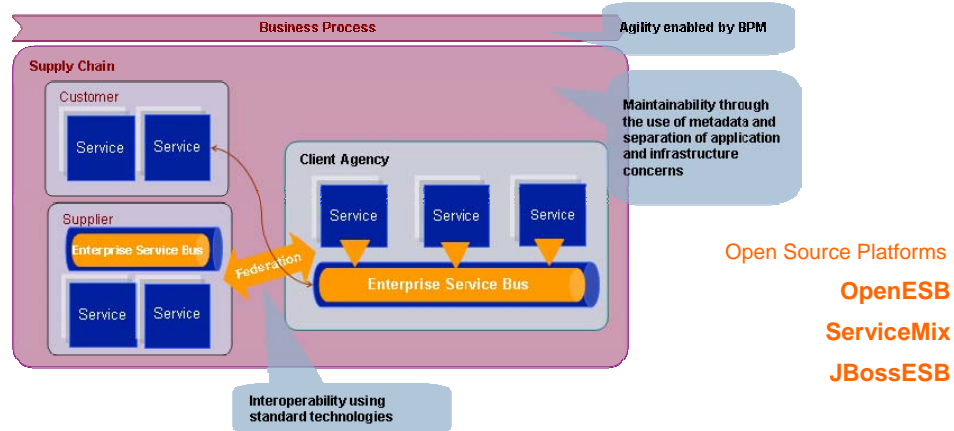 Business Process
Agility enabled by BPM
Supply Chain
Customer
Service
Service
Maintainability through
the use of metadata and
separation of application
and infrastructure
concerns
Client Agency
Service
Service
Service
Supplier
Enterprise Service Bus
Federation
Enterprise Service Bus
Service
Service
Open Source Platforms
OpenESB
ServiceMix
JBossESB
Interoperability using
standard technologies